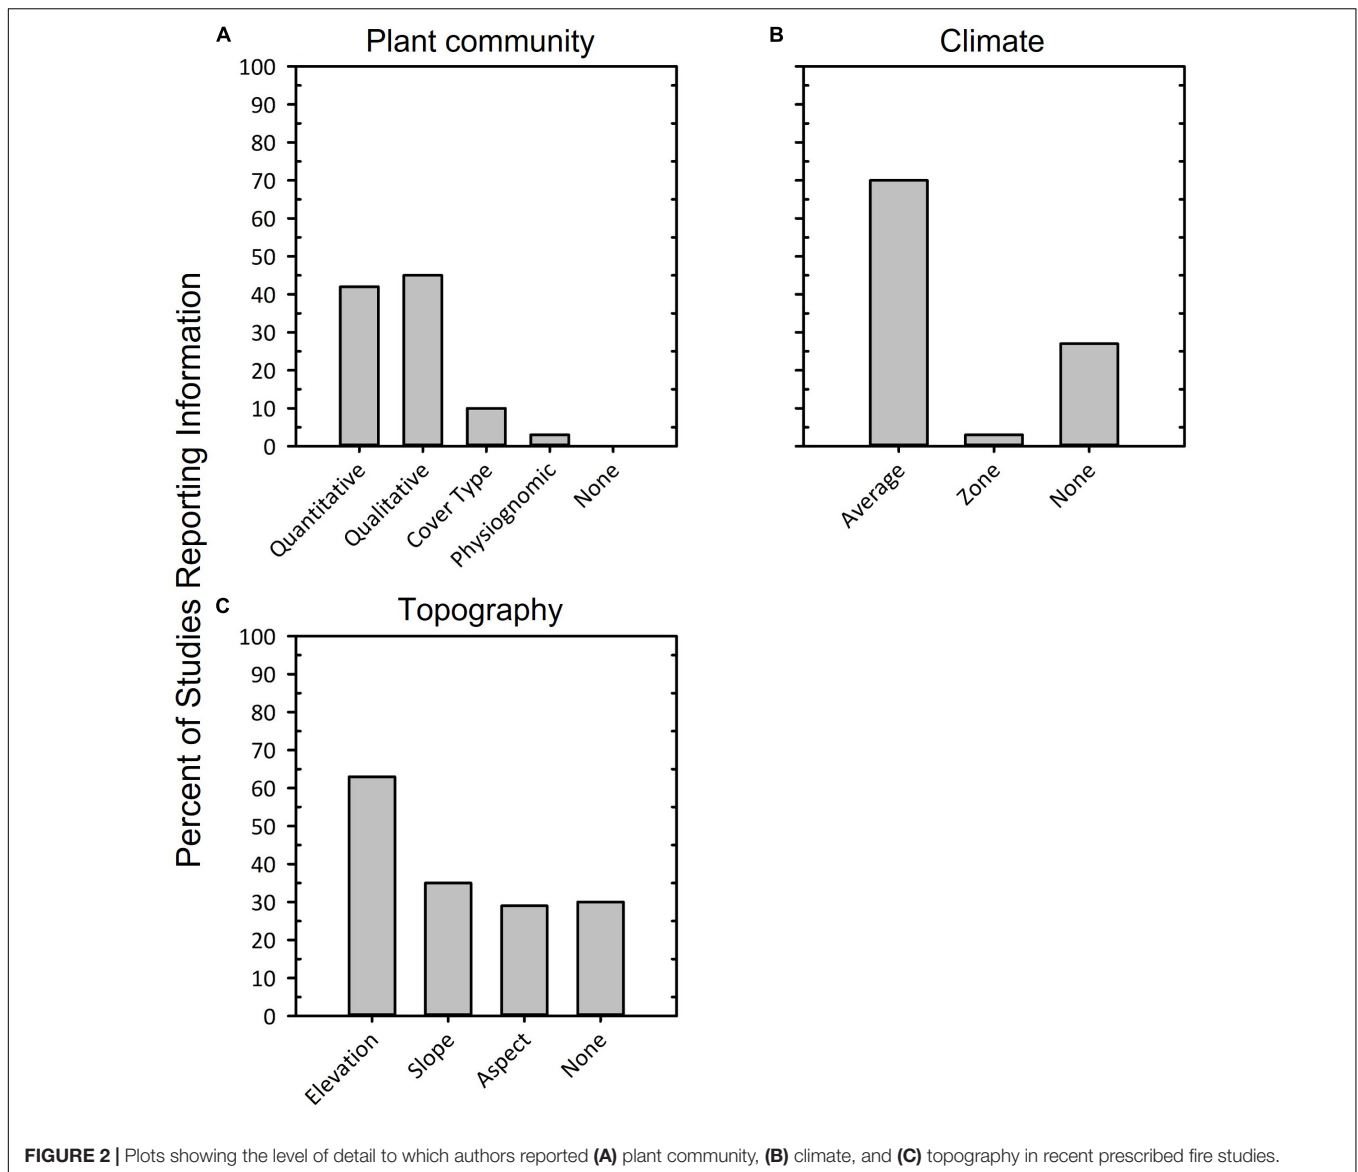 A
Plant community
100
90
80
70
60
50
40
30
20
10
0
Quantitative
Qualitative
Cover Type
Physiognomic
None
B
Climate
Average
Zone
None
Percent of Studies Reporting Information
C
Topography
100
90
80
70
60
50
40
30
20
10
0
Elevation
Slope
Aspect
None
FIGURE 2 | Plots showing the level of detail to which authors reported (A) plant community, (B) climate, and (C) topography in recent prescribed fire studies.